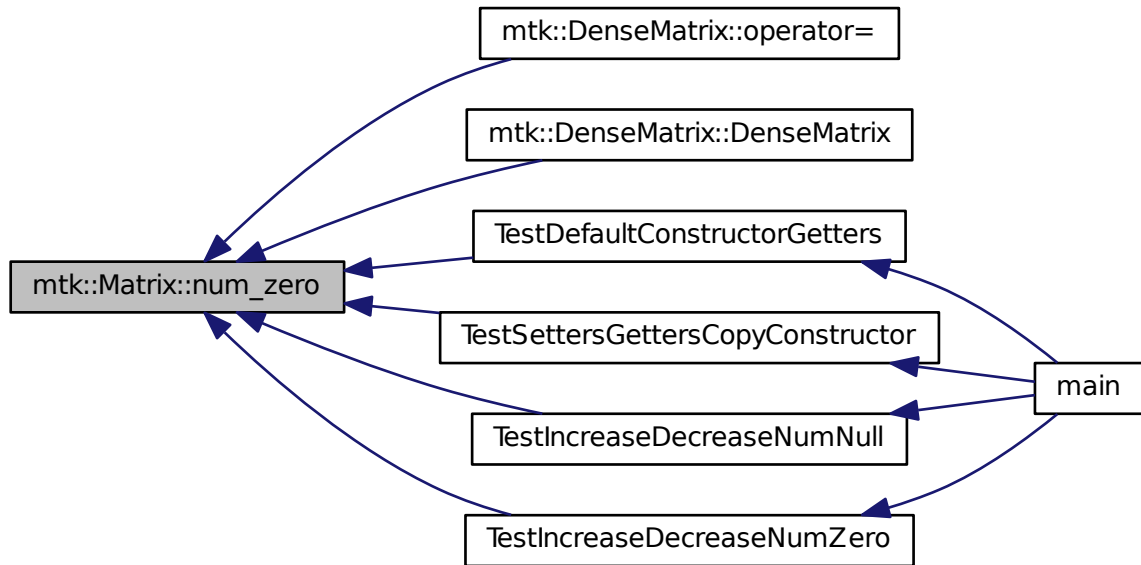 mtk::DenseMatrix::operator=
mtk::DenseMatrix::DenseMatrix
TestDefaultConstructorGetters
mtk::Matrix::num_zero
TestSettersGettersCopyConstructor
main
TestIncreaseDecreaseNumNull
TestIncreaseDecreaseNumZero